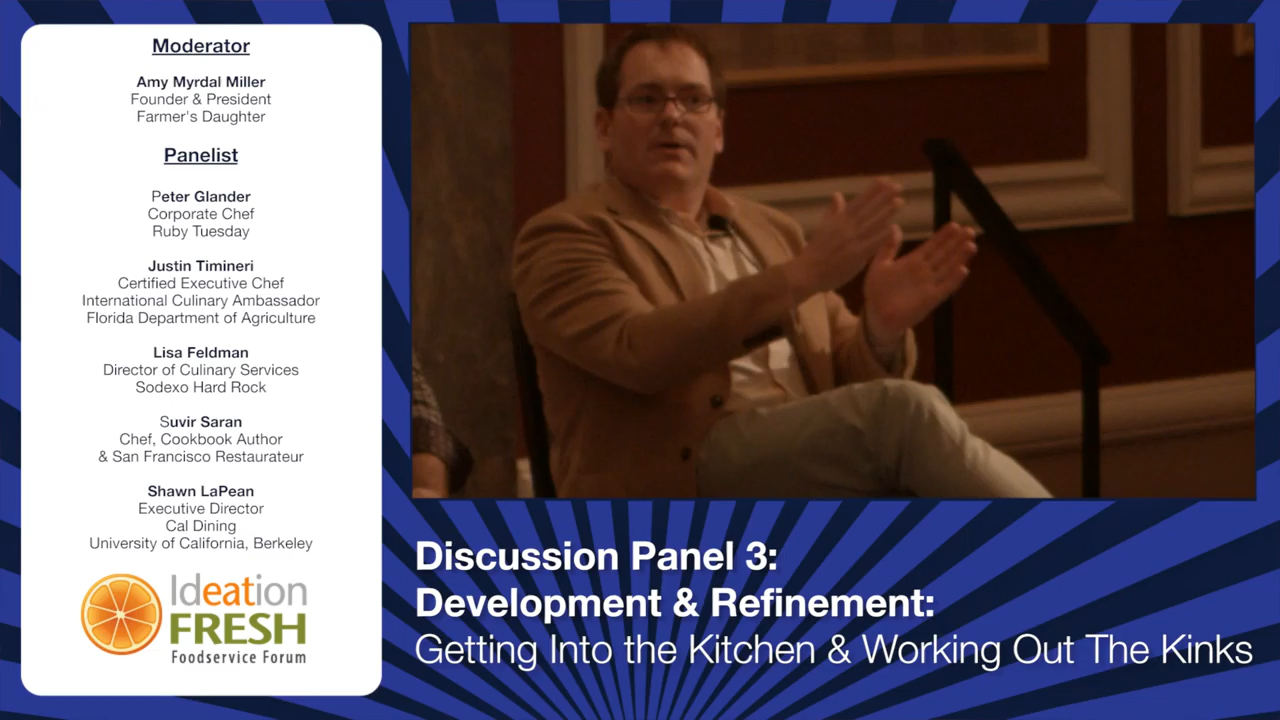 Moderator
Amy Myrdal Miller
Founder & President
Farmer's Daughter
Panelist
Peter Glander
Corporate Chef
Ruby Tuesday
Justin Timineri
Certified Executive Chef
International Culinary Ambassador
Florida Department of Agriculture
Lisa Feldman
Director of Culinary Services
Sodexo Hard Rock
Suvir Saran
Chef, Cookbook Author
& San Francisco Restaurateur
Shawn LaPean
Executive Director
Cal Dining
University of California, Berkeley
Ideation
FRESH
Foodservice Forum
Discussion Panel 3:
Development & Refinement:
Getting Into the Kitchen & Working Out The Kinks